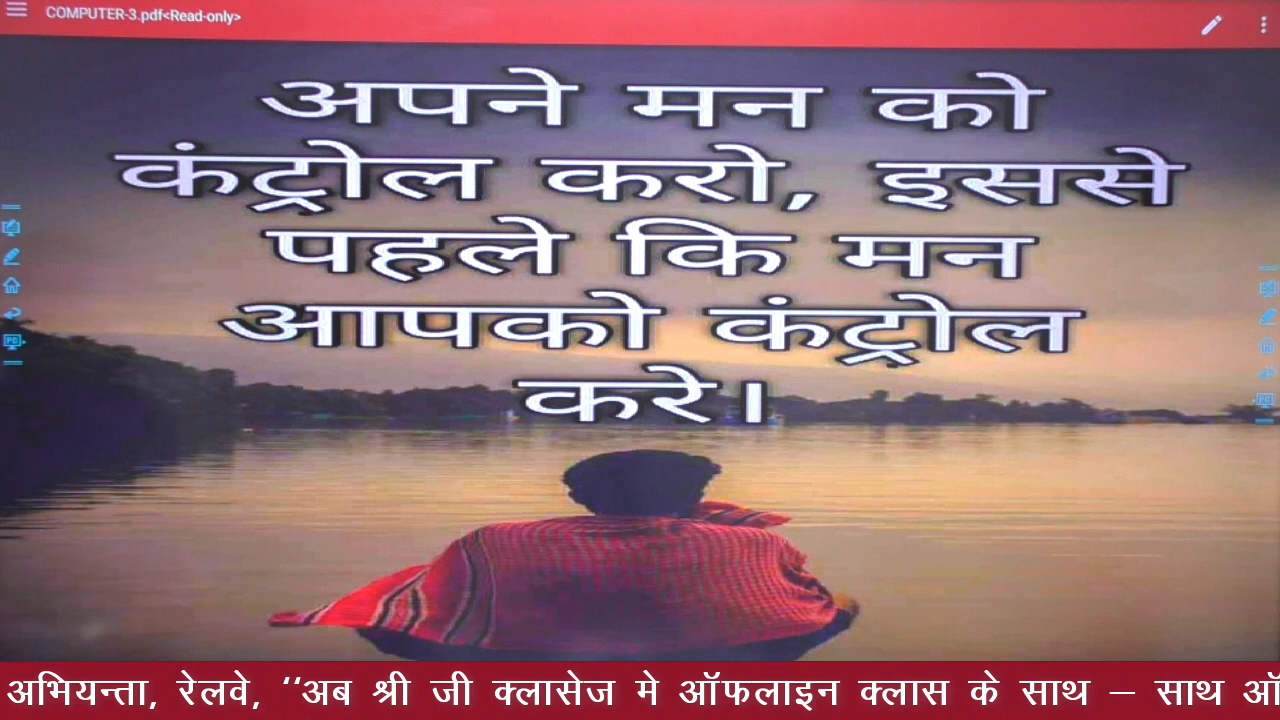 COMPUTER-3.pdf<Read-only>
अपने मन को
कंट्रोल करो, इससे
पहले कि मन
आपको कंट्रोल
करे।
अभियन्ता, रेलवे, ‘‘अब श्री जी क्लासेज मे ऑफलाइन क्लास के साथ – साथ